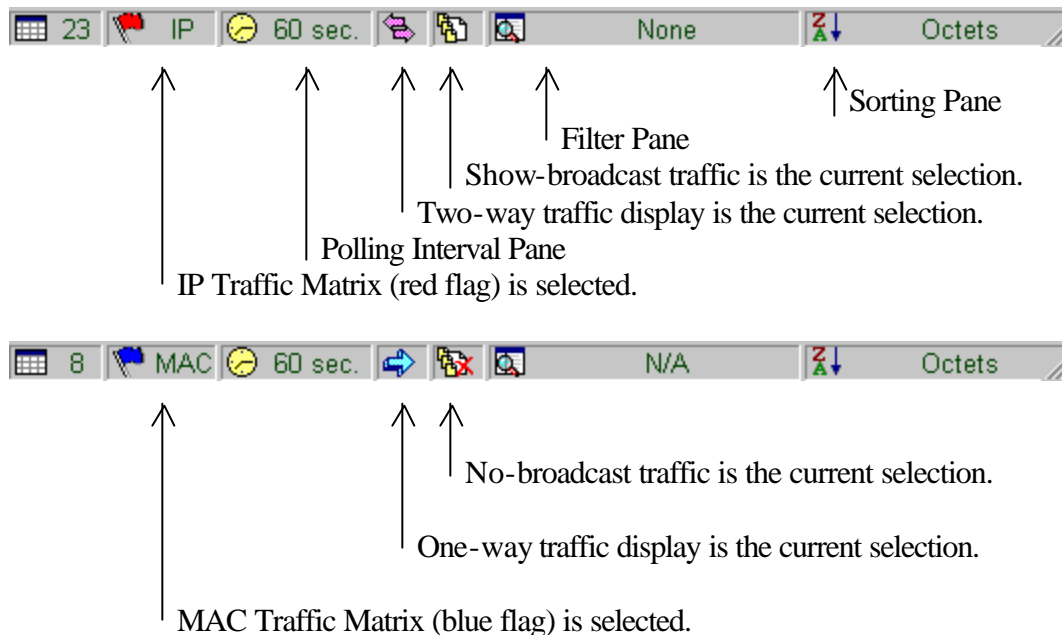 23 IP 60 sec. None Z A Octets
Sorting Pane
Filter Pane
Show-broadcast traffic is the current selection.
Two-way traffic display is the current selection.
Polling Interval Pane
IP Traffic Matrix (red flag) is selected.
8 MAC 60 sec. N/A Z A Octets
No-broadcast traffic is the current selection.
One-way traffic display is the current selection.
MAC Traffic Matrix (blue flag) is selected.